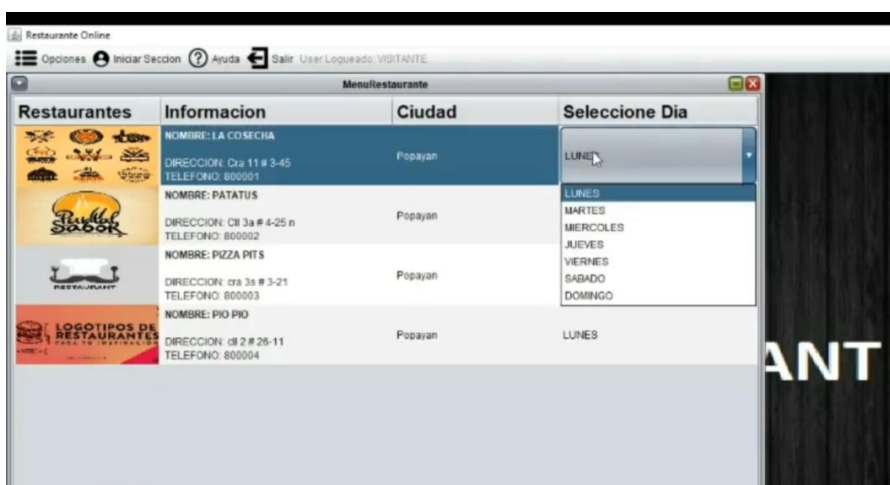 Restaurante Online
Opciones Iniciar Seccion Ayuda Salir User Logueado: VISITANTE
MenuRestaurante
Restaurantes Informacion Ciudad Seleccione Dia
NOMBRE: LA COSECHA
DIRECCION: Cra 11 # 3-45
TELEFONO: 800001
Popayan
LUNES
LUNES
MARTES
MIERCOLES
JUEVES
VIERNES
SABADO
DOMINGO
Sabor
NOMBRE: PATATUS
DIRECCION: Cll 3a # 4-25 n
TELEFONO: 800002
Popayan
RESTAURANT
NOMBRE: PIZZA PITS
DIRECCION: cra 3s # 3-21
TELEFONO: 800003
Popayan
LOGOTIPOS DE
RESTAURANTES
NOMBRE: PIO PIO
DIRECCION: cll 2 # 26-11
TELEFONO: 800004
Popayan
LUNES
ANT